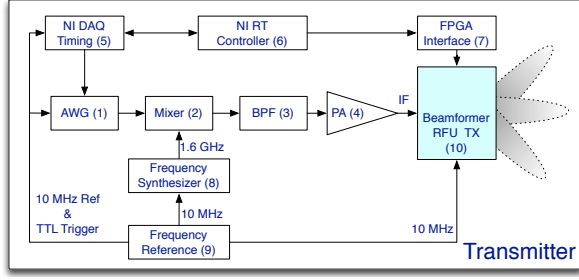 NI DAQ
Timing (5)
NI RT
Controller (6)
FPGA
Interface (7)
AWG (1)
Mixer (2)
BPF (3)
PA (4)
IF
Beamformer
RFU TX
(10)
1.6 GHz
Frequency
Synthesizer (8)
10 MHz Ref
&
TTL Trigger
10 MHz
10 MHz
Frequency
Reference (9)
Transmitter